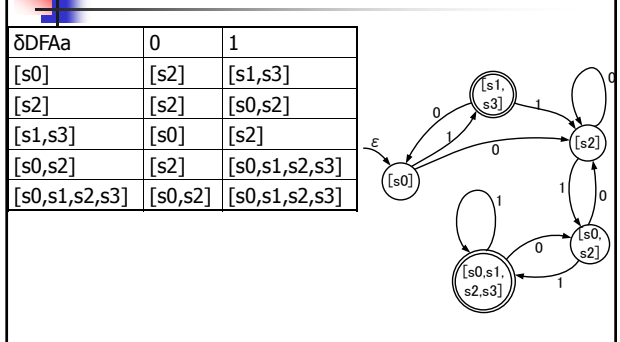 δDFAa 0 1
[s0] [s2] [s1,s3]
[s2] [s2] [s0,s2]
[s1,s3] [s0] [s2]
[s0,s2] [s2] [s0,s1,s2,s3]
[s0,s1,s2,s3] [s0,s2] [s0,s1,s2,s3]
[s1,
s3]
0
0
1
1
ε
0
[s2]
[s0]
1
0
1
[s0,
s2]
0
[s0,s1,
s2,s3]
1